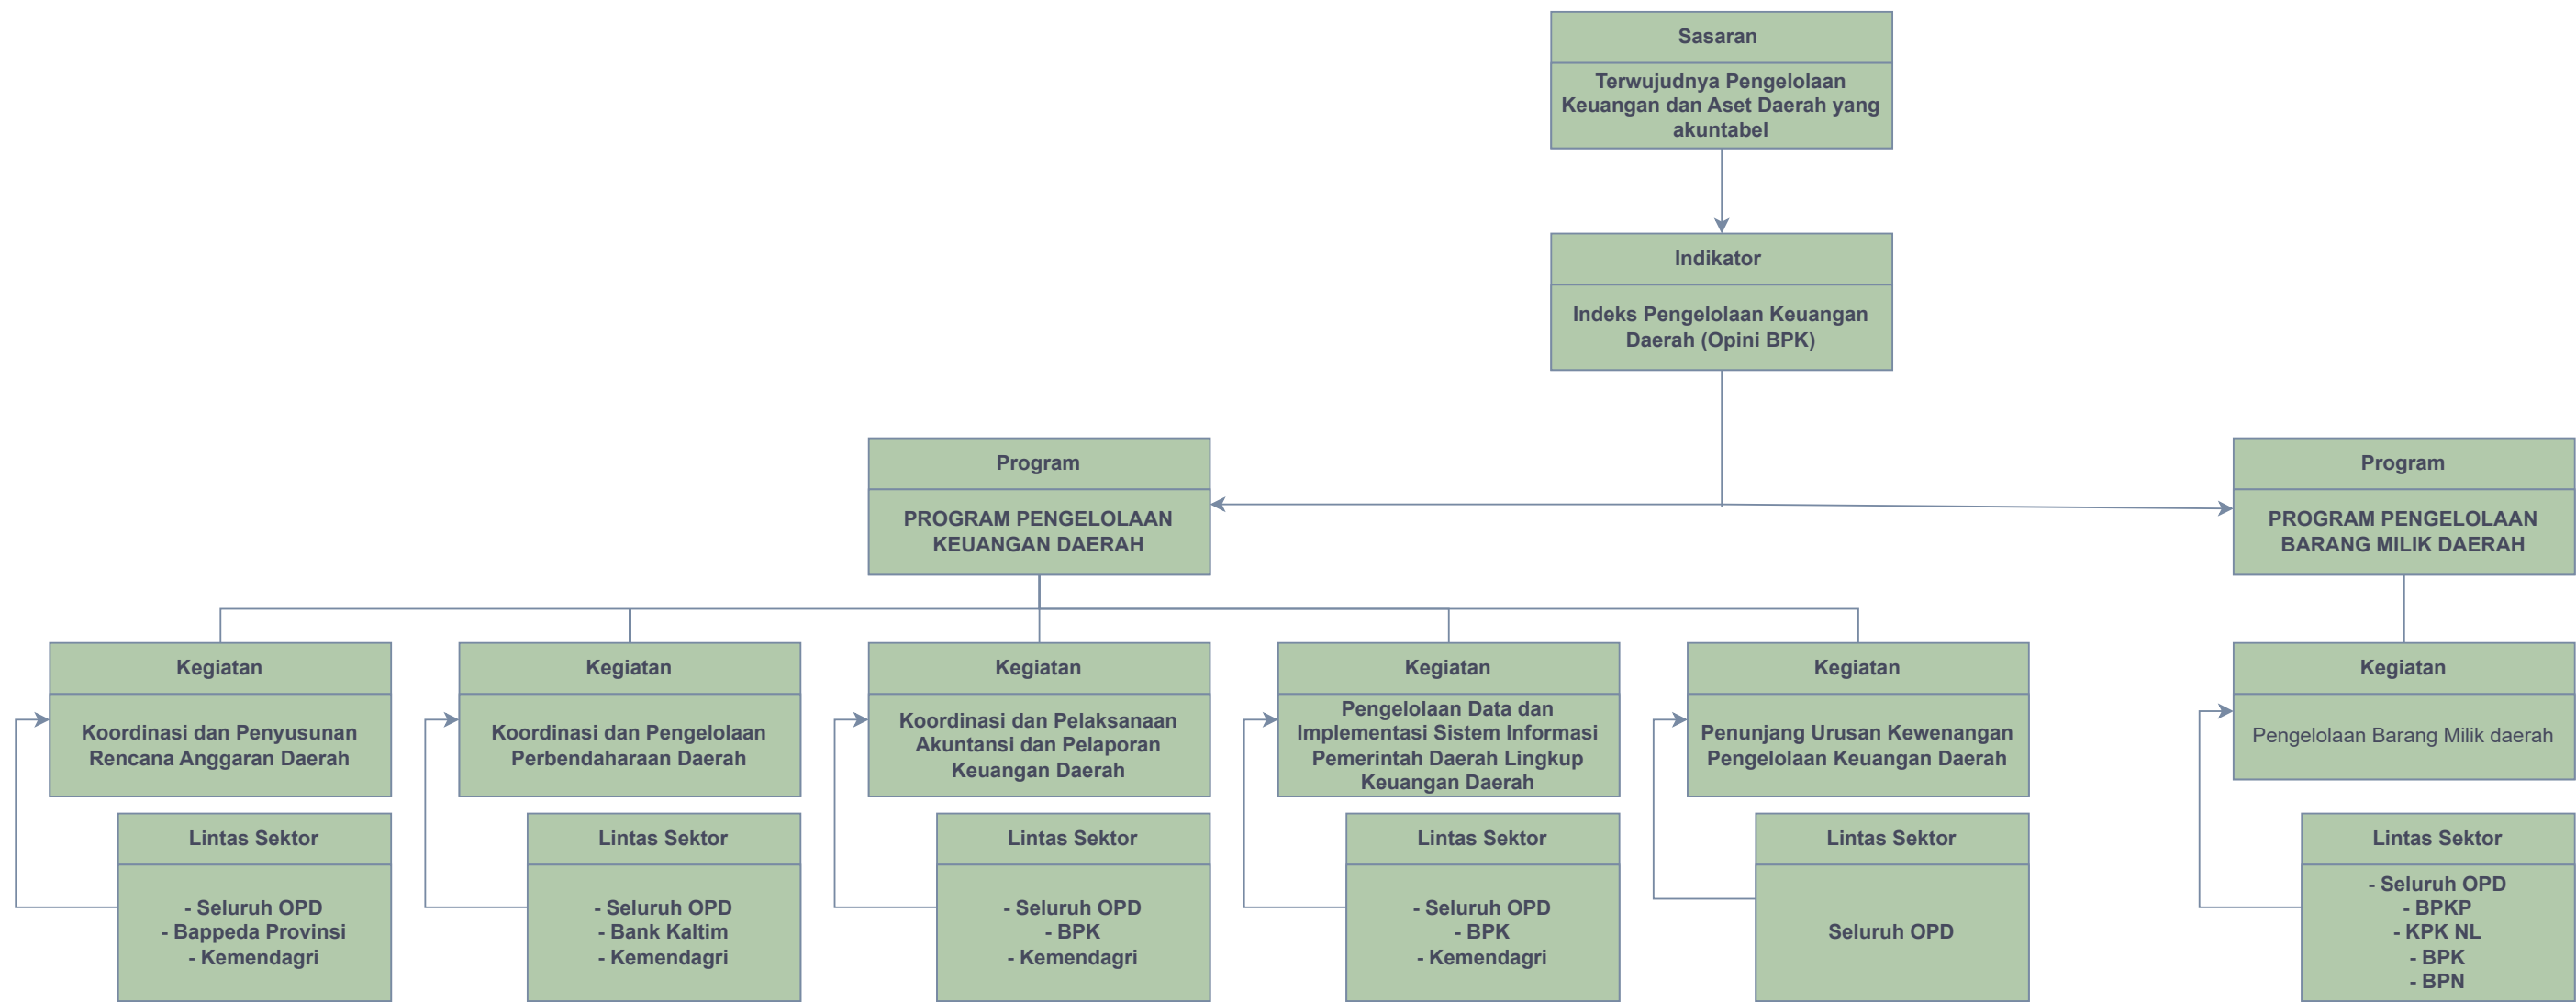 Sasaran
Terwujudnya Pengelolaan
Keuangan dan Aset Daerah yang
akuntabel
Indikator
Indeks Pengelolaan Keuangan
Daerah (Opini BPK)
Program
PROGRAM PENGELOLAAN
KEUANGAN DAERAH
Program
PROGRAM PENGELOLAAN
BARANG MILIK DAERAH
Kegiatan
Koordinasi dan Penyusunan
Rencana Anggaran Daerah
Kegiatan
Koordinasi dan Pengelolaan
Perbendaharaan Daerah
Kegiatan
Koordinasi dan Pelaksanaan
Akuntansi dan Pelaporan
Keuangan Daerah
Kegiatan
Pengelolaan Data dan
Implementasi Sistem Informasi
Pemerintah Daerah Lingkup
Keuangan Daerah
Kegiatan
Penunjang Urusan Kewenangan
Pengelolaan Keuangan Daerah
Kegiatan
Pengelolaan Barang Milik daerah
Lintas Sektor
- Seluruh OPD
- Bappeda Provinsi
- Kemendagri
Lintas Sektor
- Seluruh OPD
- Bank Kaltim
- Kemendagri
Lintas Sektor
- Seluruh OPD
- BPK
- Kemendagri
Lintas Sektor
- Seluruh OPD
- BPK
- Kemendagri
Lintas Sektor
Seluruh OPD
Lintas Sektor
- Seluruh OPD
- BPKP
- KPK NL
- BPK
- BPN